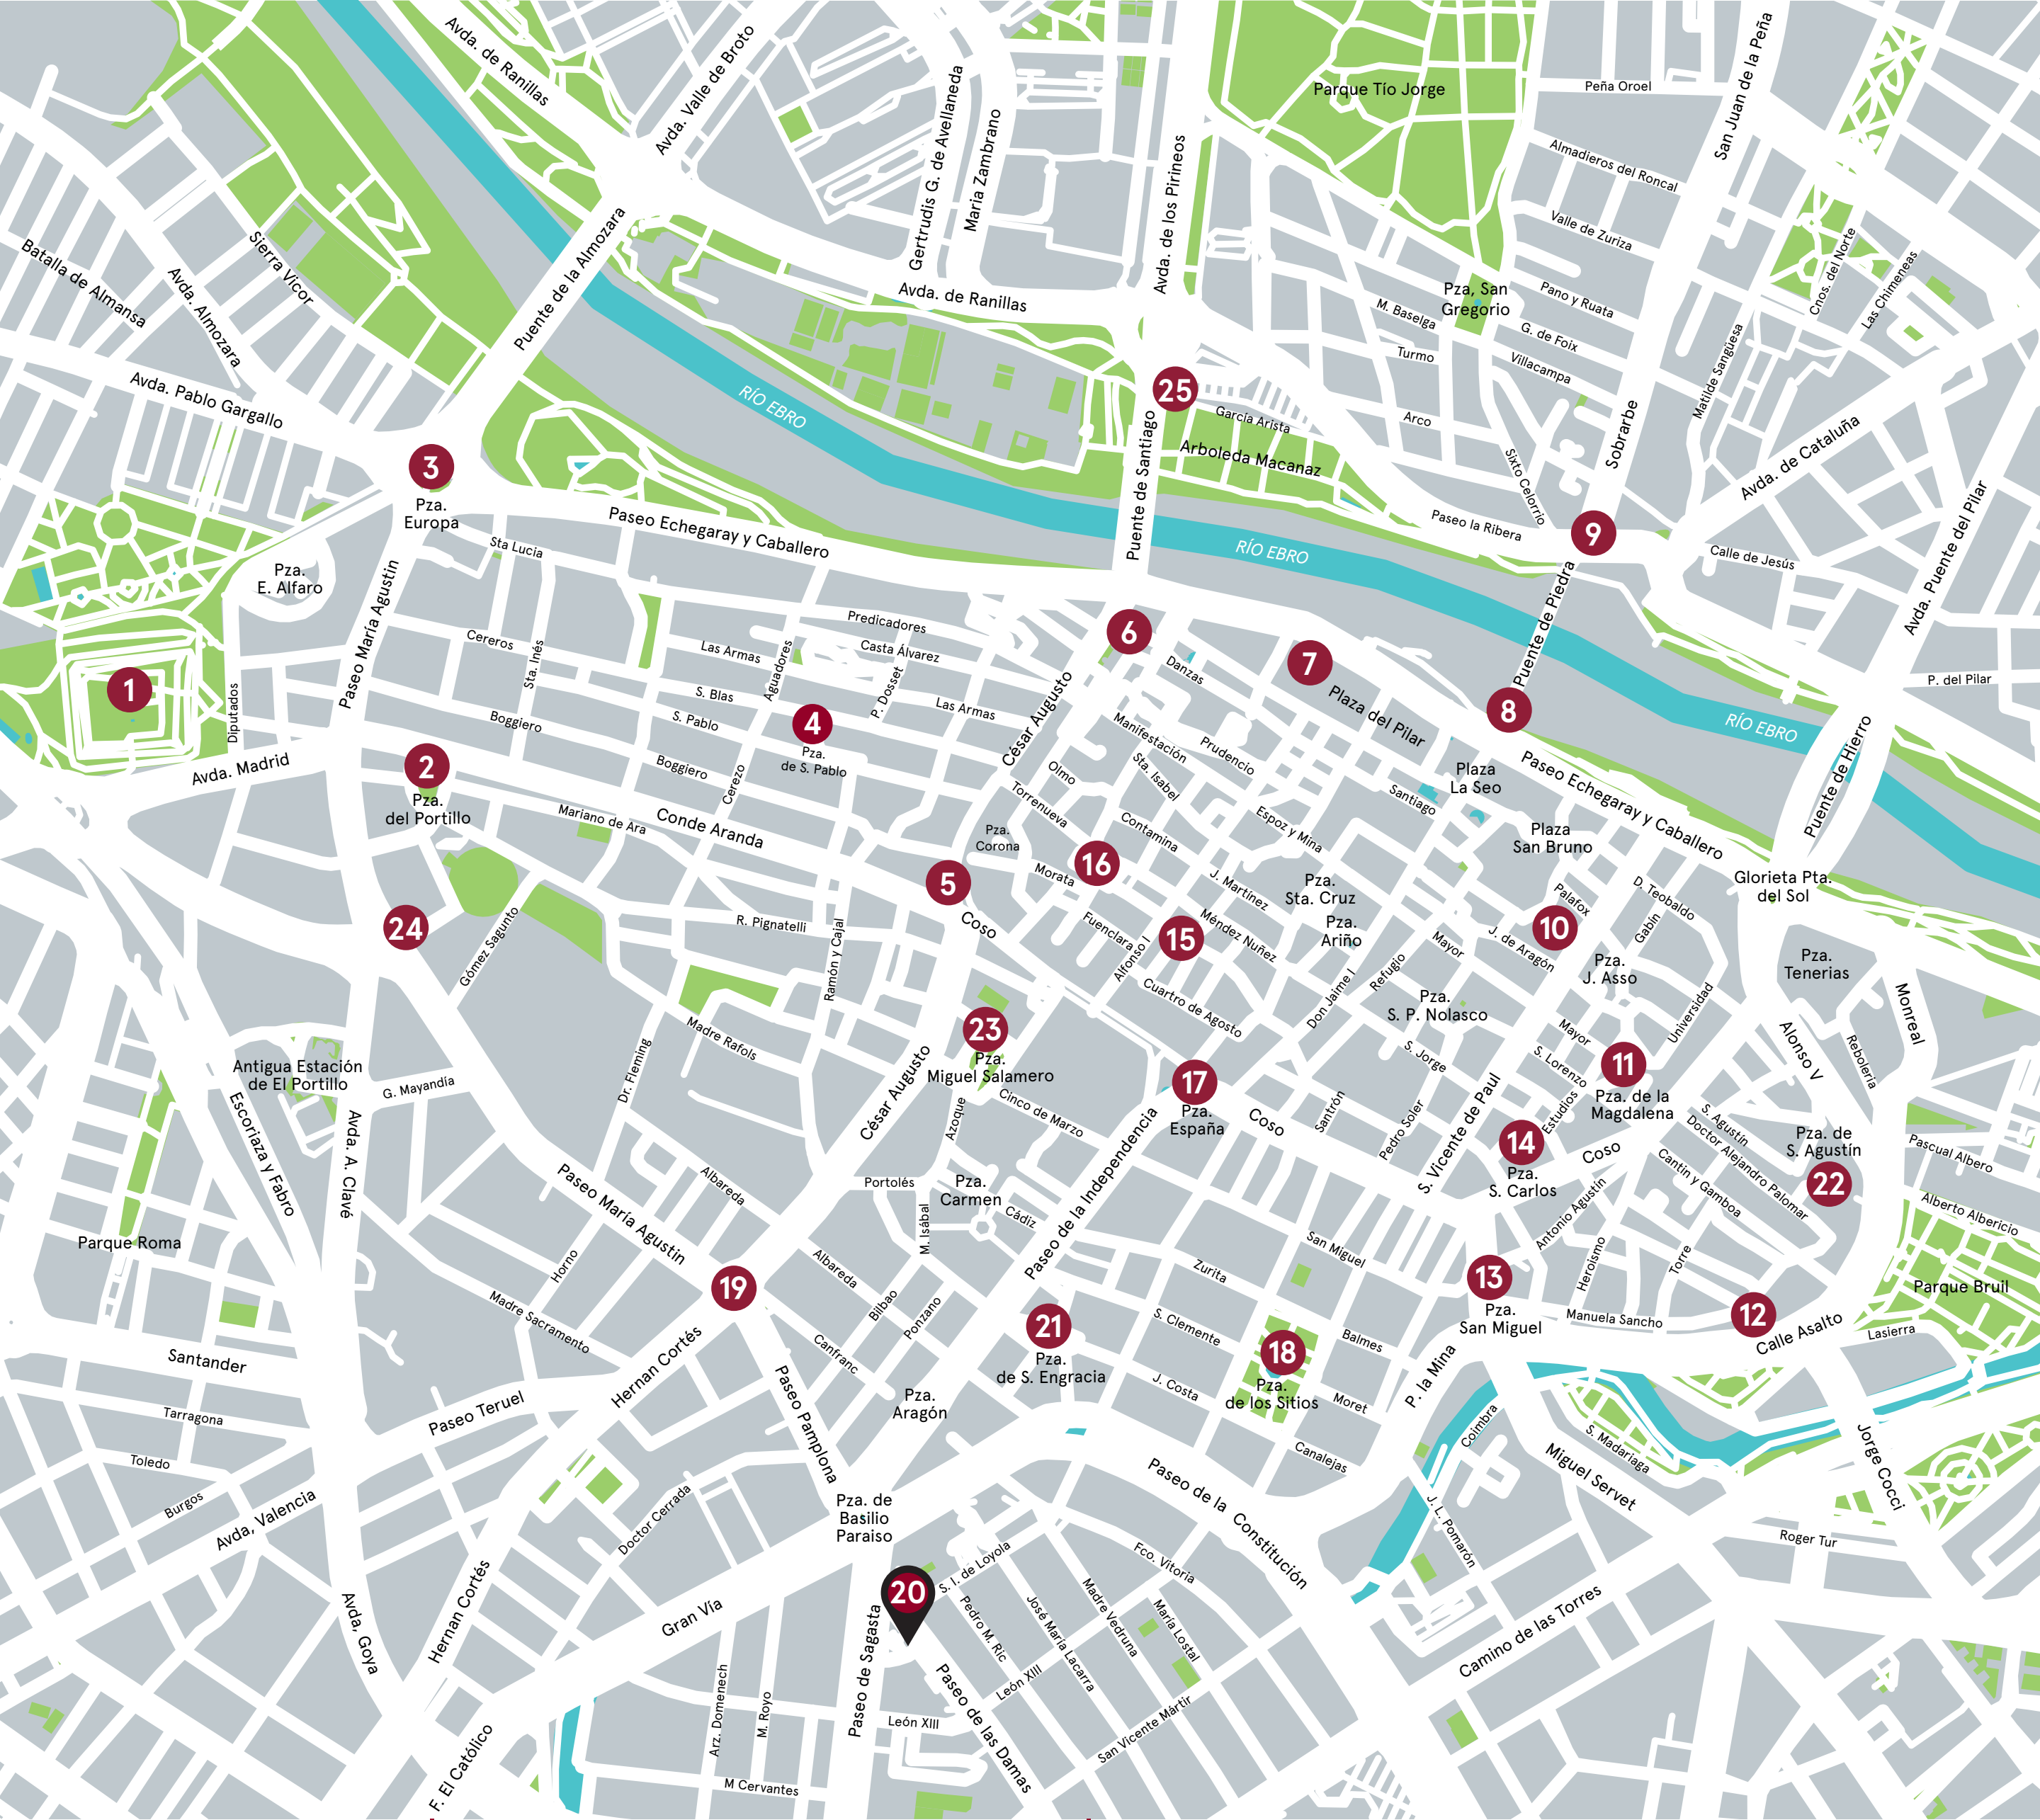 Avda. de Ranillas
Avda. Valle de Broto
Gertrudis G. de Avellaneda
Maria Zambrano
Avda. de los Pirineos
Parque Tío Jorge
Peña Oroel
San Juan de la Peña
Almadieros del Roncal
Valle de Zuriza
Cnos. del Norte
Las Chimeneas
Batalla de Almansa
Avda. Almozara
Sierra Vicor
Puente de la Almozara
Avda. de Ranillas
Pza, San
Gregorio
Pano y Ruata
M. Baselga
G. de Foix
Turmo
Villacampa
Matilde Sangüesa
Avda. Pablo Gargallo
RÍO EBRO
25
García Arista
Arco
Sobrarbe
Puente de Santiago
Arboleda Macanaz
Sixto Celorrio
Avda. de Cataluña
3
Pza.
Europa
Paseo Echegaray y Caballero
Sta Lucia
RÍO EBRO
Paseo la Ribera
9
Calle de Jesús
Avda. Puente del Pilar
Pza.
E. Alfaro
Paseo María Agustin
Puente de Piedra
Predicadores
Cereros
Sta. Inés
Las Armas
Casta Álvarez
Aguadores
P. Dosset
6
Danzas
7
1
Diputados
S. Blas
Las Armas
César Augusto
Plaza del Pilar
8
P. del Pilar
RÍO EBRO
Boggiero
S. Pablo
4
Pza.
de S. Pablo
Manifestación
Prudencio
Avda. Madrid
2
Pza.
del Portillo
Boggiero
Cerezo
Olmo
Sta. Isabel
Plaza
La Seo
Santiago
Paseo Echegaray y Caballero
Puente de Hierro
Mariano de Ara
Conde Aranda
Torrenueva
Contamina
Espoz y Mina
Plaza
San Bruno
Pza.
Corona
16
Morata
5
J. Martínez
Pza.
Sta. Cruz
Glorieta Pta.
del Sol
Palafox
D. Teobaldo
24
Gómez Sagunto
R. Pignatelli
Ramón y Cajal
Coso
Fuenclara
Alfonso I
15
Méndez Nuñez
Pza.
Ariño
Mayor
J. de Aragón
10
Gabín
Pza.
J. Asso
Pza.
Tenerias
Cuatro de Agosto
Don Jaime I
Refugio
Pza.
S. P. Nolasco
Universidad
Monreal
Antigua Estación
de El Portillo
Madre Rafols
23
Pza.
Miguel Salamero
S. Jorge
Mayor
S. Lorenzo
11
Pza. de la
Magdalena
Alonso V
Reboleria
G. Mayandía
Dr. Fleming
César Augusto
Azoque
Cinco de Marzo
17
Pza.
España
Coso
Santrón
Pedro Soler
S. Vicente de Paul
Estudios
14
Pza.
S. Carlos
Coso
S. Agustín
Doctor Alejandro Palomar
Pza. de
S. Agustín
22
Pascual Albero
Escoriaza y Fabro
Avda. A. Clavé
Paseo María Agustin
Albareda
Portolés
Pza.
Carmen
M. Isábal
Cádiz
Paseo de la Independencia
Cantín y Gamboa
Antonio Agustín
Alberto Albericio
Parque Roma
Horno
Albareda
Zurita
San Miguel
Heroismo
Torre
Parque Bruil
19
Bilbao
Ponzano
21
Pza.
de S. Engracia
13
Pza.
San Miguel
Manuela Sancho
12
Calle Asalto
Lasierra
Madre Sacramento
Hernan Cortés
Canfranc
S. Clemente
18
Pza.
de los Sitios
Balmes
P. la Mina
Santander
Paseo Teruel
Paseo Pamplona
Pza.
Aragón
J. Costa
Moret
Coimbra
Tarragona
Canalejas
S. Madariaga
Miguel Servet
Jorge Cocci
Toledo
Burgos
Avda, Valencia
Doctor Cerrada
Pza. de
Basilio
Paraiso
Paseo de la Constitución
J. L. Pomarón
Roger Tur
20
S. I. de Loyola
Fco. Vitoria
Avda, Goya
Hernan Cortés
Gran Vía
Paseo de Sagasta
Pedro M. Ric
José María Lacarra
Madre Vedruna
María Lostal
Camino de las Torres
León XIII
Arz. Domenech
M. Royo
León XIII
Paseo de las Damas
San Vicente Mártir
F. El Católico
M Cervantes